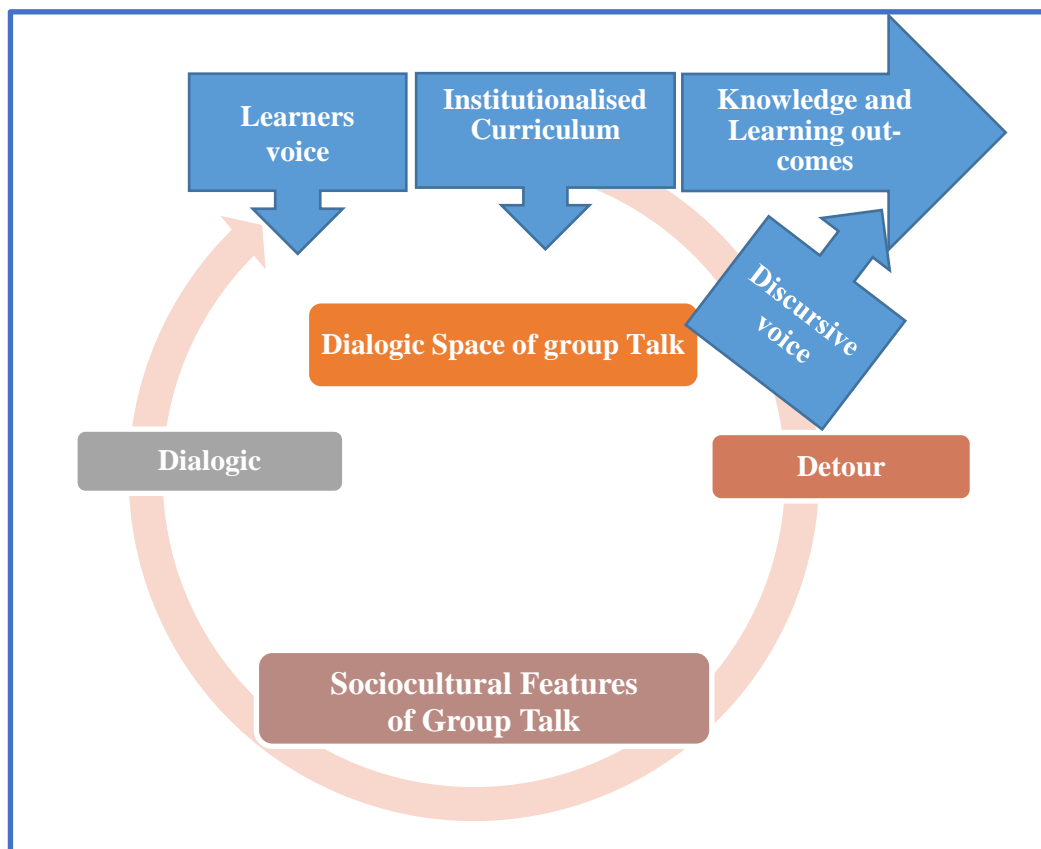 Learners
voice
Institutionalised
Curriculum
Knowledge and
Learning out-
comes
Discursive
voice
Dialogic Space of group Talk
Dialogic
Detour
Sociocultural Features
of Group Talk